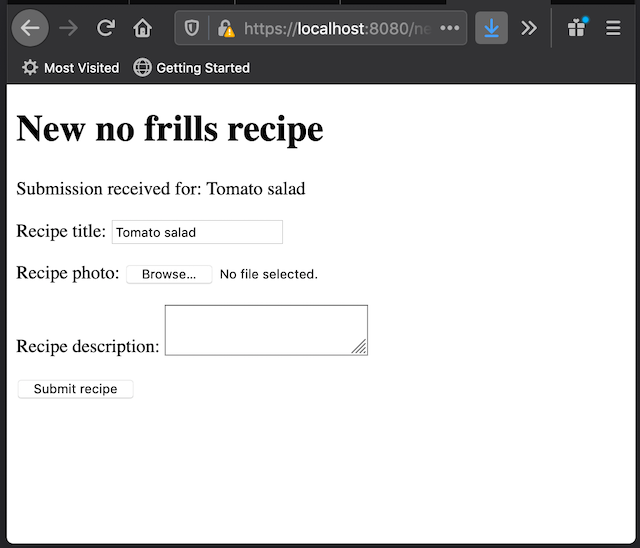 https://localhost:8080/ne
Most Visited Getting Started
New no frills recipe
Submission received for: Tomato salad
Recipe title: Tomato salad
Recipe photo: Browse... No file selected.
Recipe description:
Submit recipe